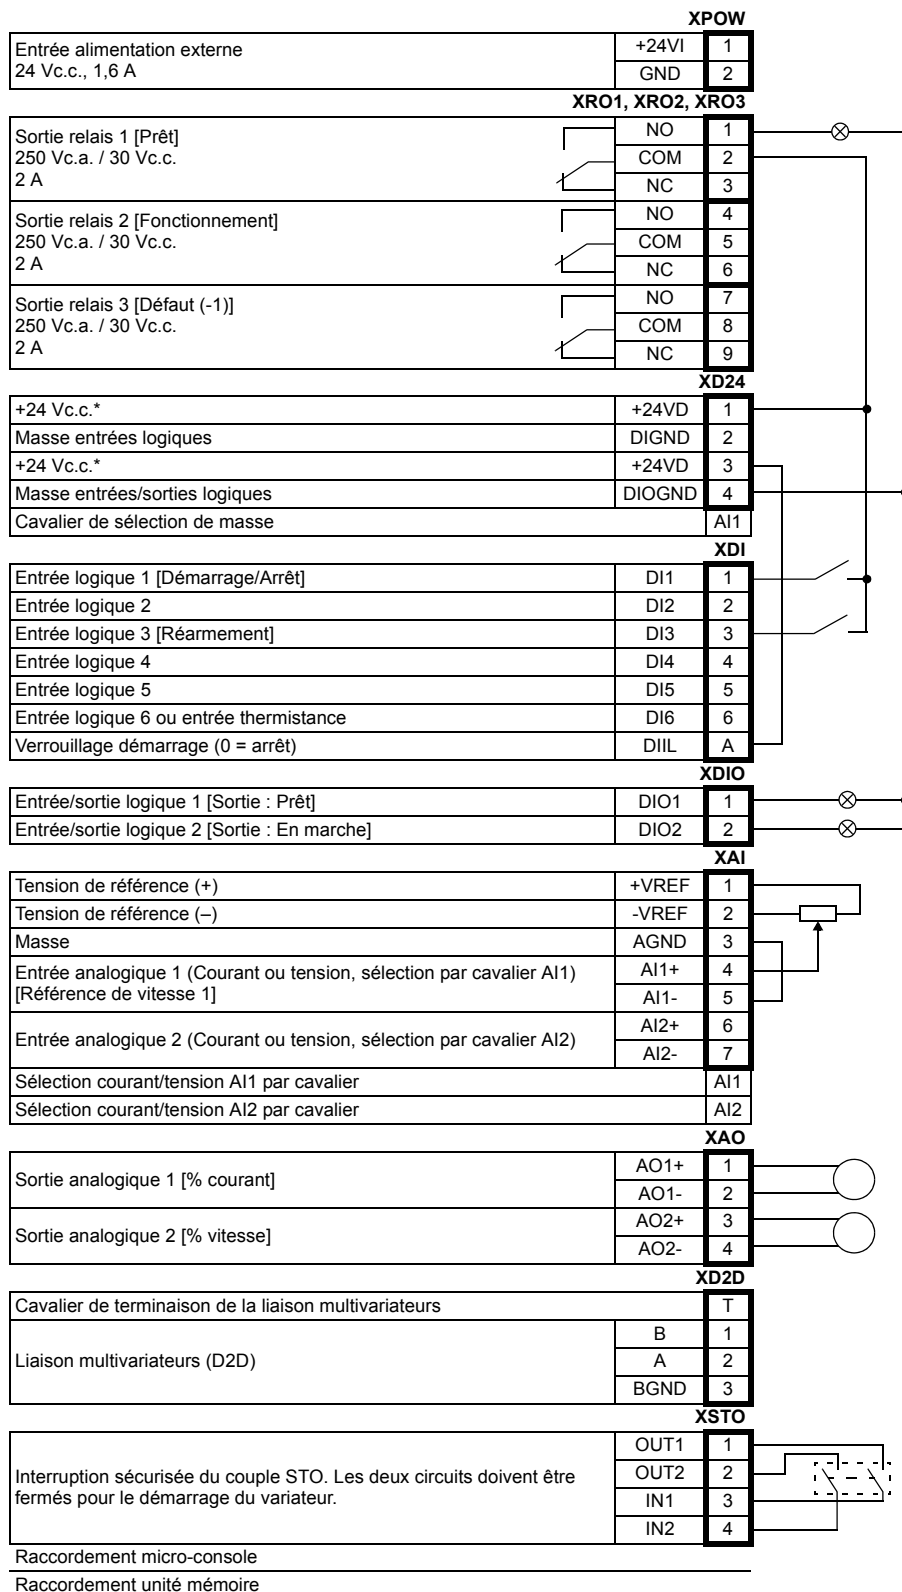 XPOW
Entrée alimentation externe
24 Vc.c., 1,6 A
+24VI 1
GND 2
XRO1, XRO2, XRO3
Sortie relais 1 [Prêt]
250 Vc.a. / 30 Vc.c.
2 A
NO 1
COM 2
NC 3
Sortie relais 2 [Fonctionnement]
250 Vc.a. / 30 Vc.c.
2 A
NO 4
COM 5
NC 6
Sortie relais 3 [Défaut (-1)]
250 Vc.a. / 30 Vc.c.
2 A
NO 7
COM 8
NC 9
XD24
+24 Vc.c.* +24VD 1
Masse entrées logiques DIGND 2
+24 Vc.c.* +24VD 3
Masse entrées/sorties logiques DIOGND 4
Cavalier de sélection de masse AI1
XDI
Entrée logique 1 [Démarrage/Arrêt] DI1 1
Entrée logique 2 DI2 2
Entrée logique 3 [Réarmement] DI3 3
Entrée logique 4 DI4 4
Entrée logique 5 DI5 5
Entrée logique 6 ou entrée thermistance DI6 6
Verrouillage démarrage (0 = arrêt) DIIL A
XDIO
Entrée/sortie logique 1 [Sortie : Prêt] DIO1 1
Entrée/sortie logique 2 [Sortie : En marche] DIO2 2
XAI
Tension de référence (+) +VREF 1
Tension de référence (–) -VREF 2
Masse AGND 3
Entrée analogique 1 (Courant ou tension, sélection par cavalier AI1)
[Référence de vitesse 1]
AI1+ 4
AI1- 5
Entrée analogique 2 (Courant ou tension, sélection par cavalier AI2)
AI2+ 6
AI2- 7
Sélection courant/tension AI1 par cavalier AI1
Sélection courant/tension AI2 par cavalier AI2
XAO
Sortie analogique 1 [% courant]
AO1+ 1
AO1- 2
Sortie analogique 2 [% vitesse]
AO2+ 3
AO2- 4
XD2D
Cavalier de terminaison de la liaison multivariateurs T
Liaison multivariateurs (D2D)
B 1
A 2
BGND 3
XSTO
Interruption sécurisée du couple STO. Les deux circuits doivent être
fermés pour le démarrage du variateur.
OUT1 1
OUT2 2
IN1 3
IN2 4
Raccordement micro-console
Raccordement unité mémoire